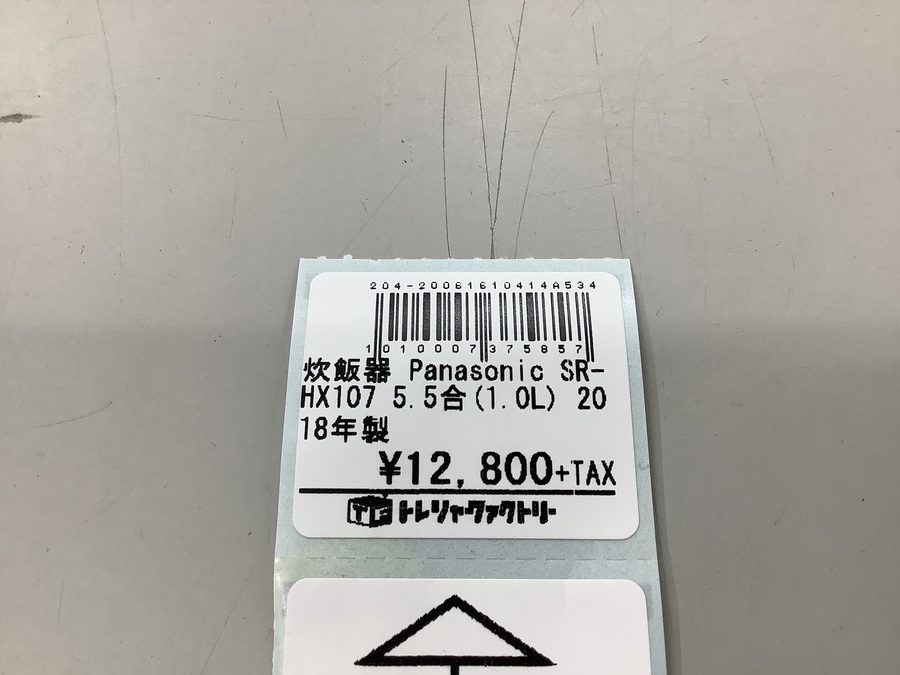 204-20061610414A534
1010007375857
炊飯器 Panasonic SR-
HX107 5.5合(1.0L) 20
18年製
¥12,800+TAX
TF トレジャーファクトリー